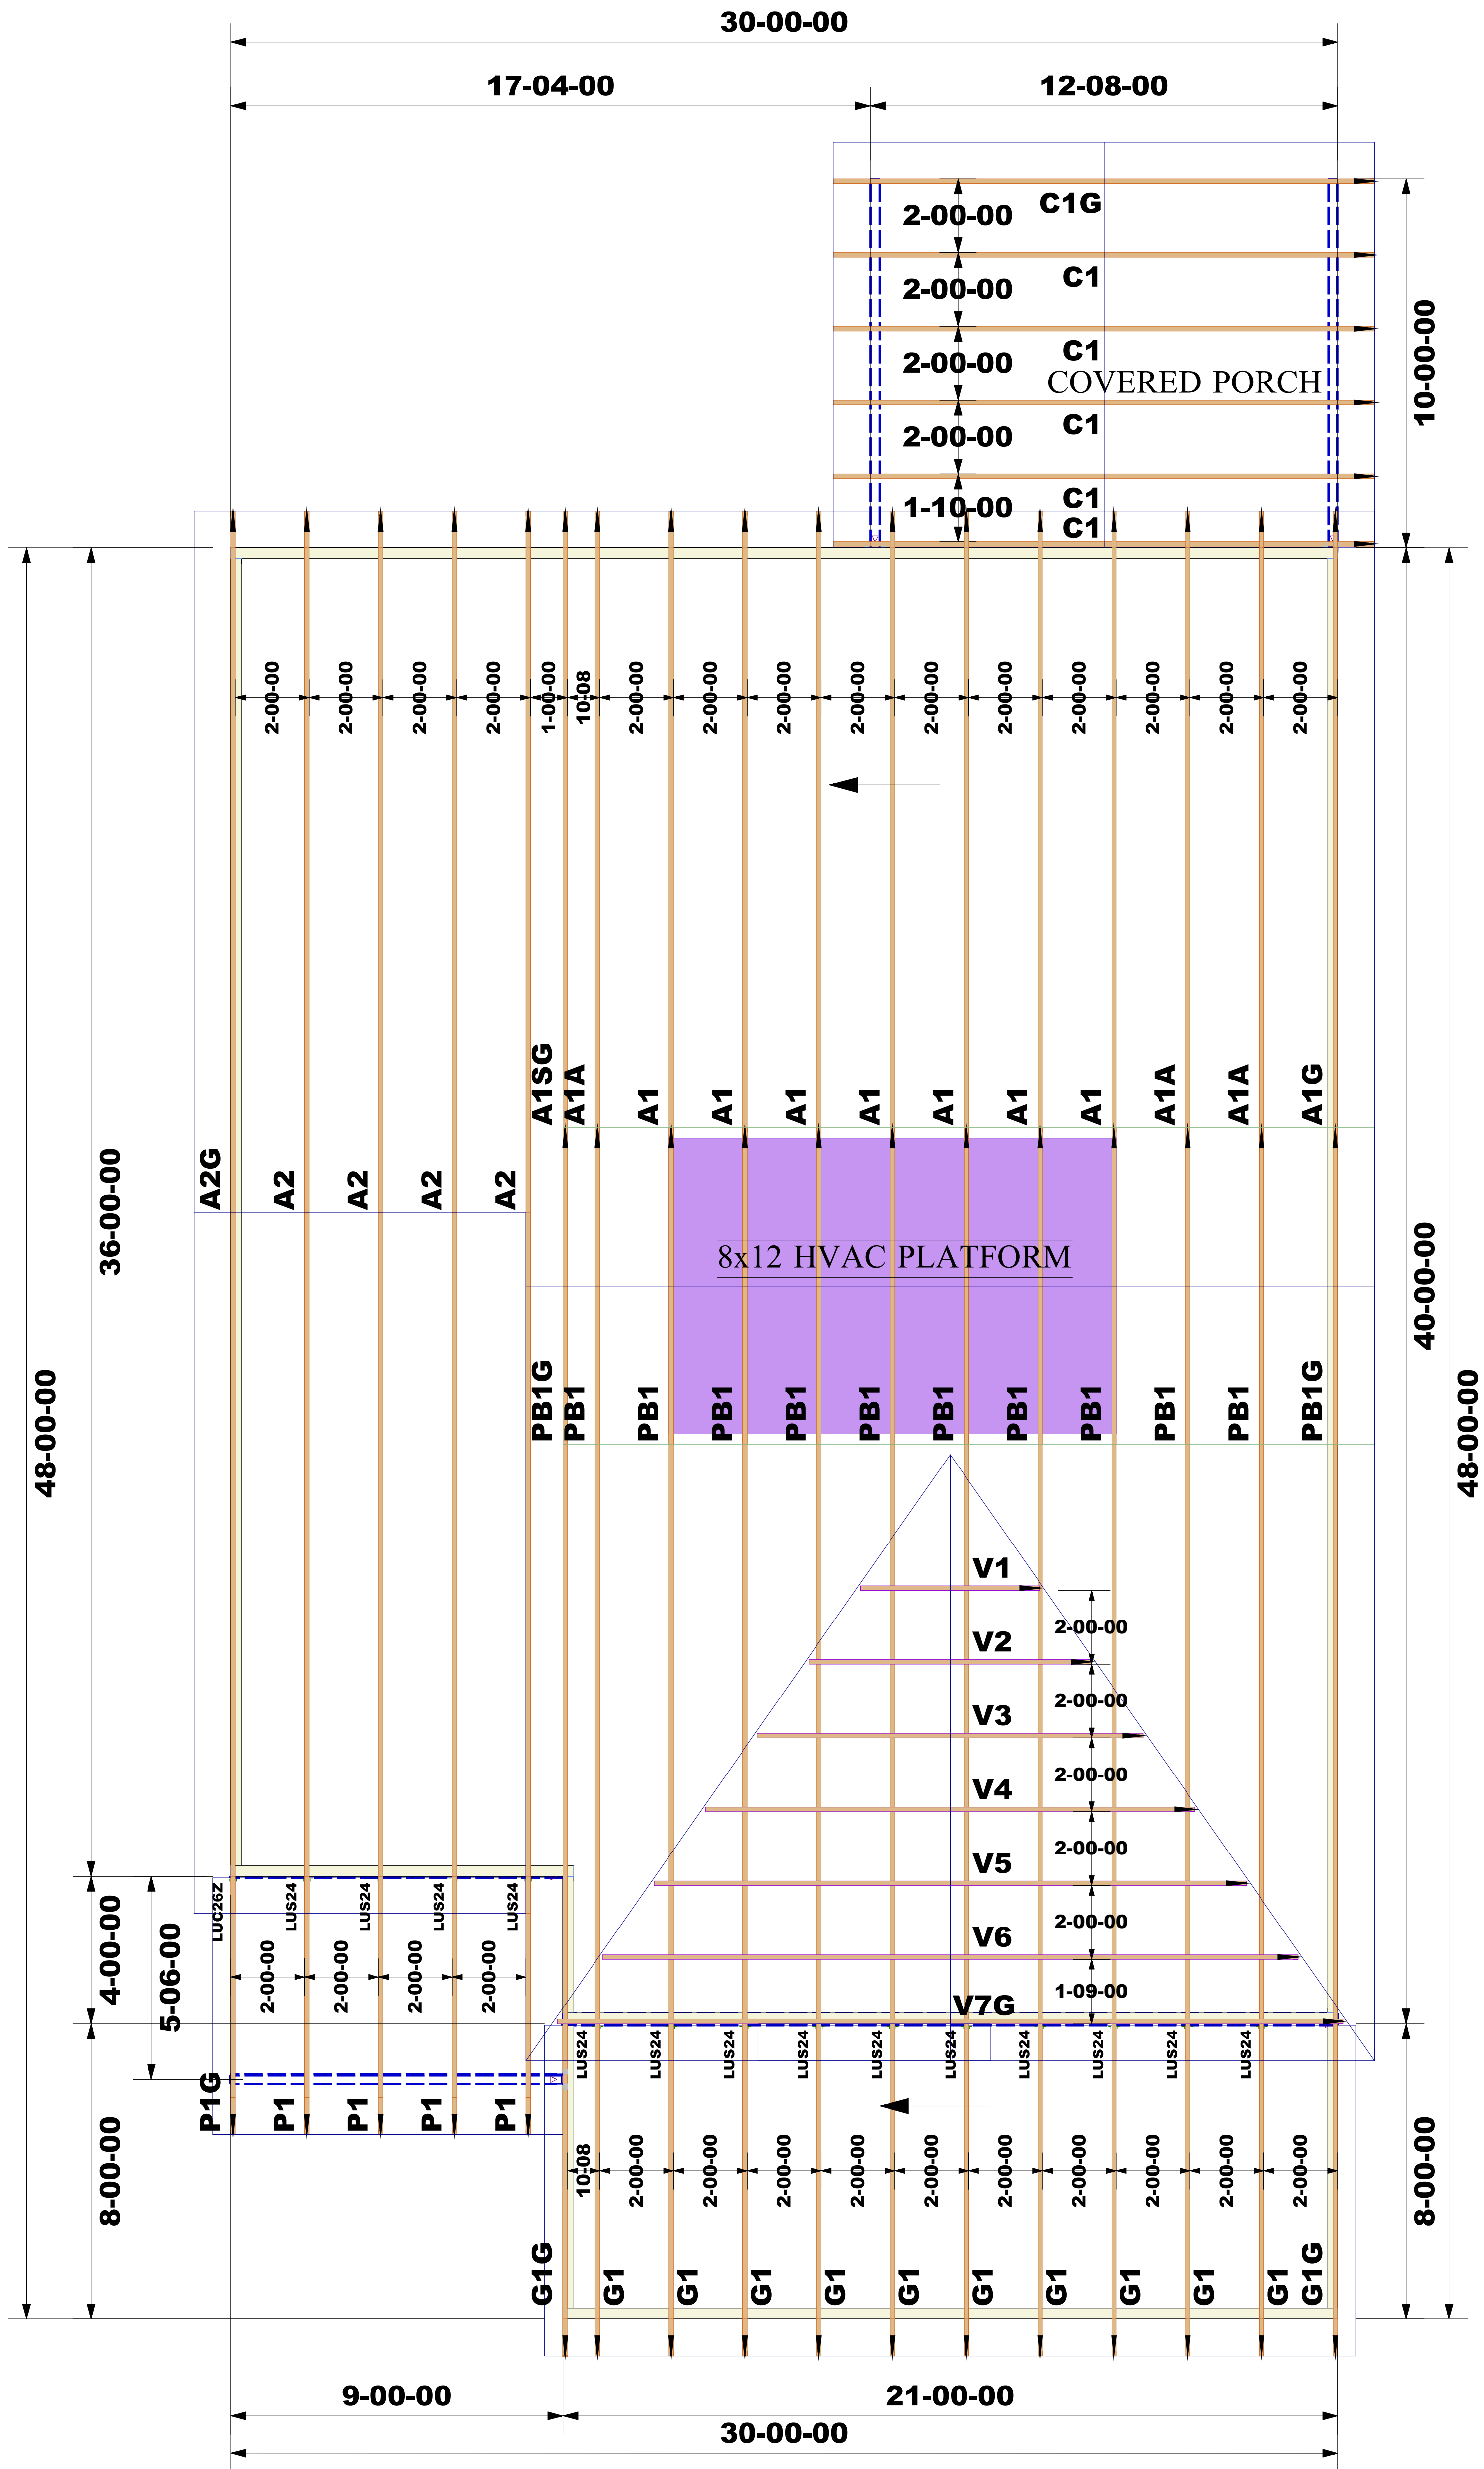 30-00-00
17-04-00
12-08-00
C1G
2-00-00
C1
2-00-00
C1
2-00-00
COVERED PORCH
10-00-00
C1
2-00-00
C1
1-10-00
C1
2-00-00
2-00-00
2-00-00
2-00-00
1-00-00
10-08
2-00-00
2-00-00
2-00-00
2-00-00
2-00-00
2-00-00
2-00-00
2-00-00
2-00-00
2-00-00
A1SG
A1A
A1
A1
A1
A1
A1
A1
A1
A1A
A1A
A1G
A2G
A2
A2
A2
A2
36-00-00
8x12 HVAC PLATFORM
40-00-00
48-00-00
48-00-00
PB1G
PB1
PB1
PB1
PB1
PB1
PB1
PB1
PB1
PB1
PB1
PB1G
V1
2-00-00
V2
2-00-00
V3
2-00-00
V4
2-00-00
V5
2-00-00
V6
1-09-00
V7G
LUC26Z
LUS24
LUS24
LUS24
LUS24
4-00-00
5-06-00
2-00-00
2-00-00
2-00-00
2-00-00
LUS24
LUS24
LUS24
LUS24
LUS24
LUS24
LUS24
LUS24
LUS24
LUS24
P1G
P1
P1
P1
P1
8-00-00
10-08
2-00-00
2-00-00
2-00-00
2-00-00
2-00-00
2-00-00
2-00-00
2-00-00
2-00-00
2-00-00
8-00-00
G1G
G1
G1
G1
G1
G1
G1
G1
G1
G1
G1
G1G
9-00-00
21-00-00
30-00-00